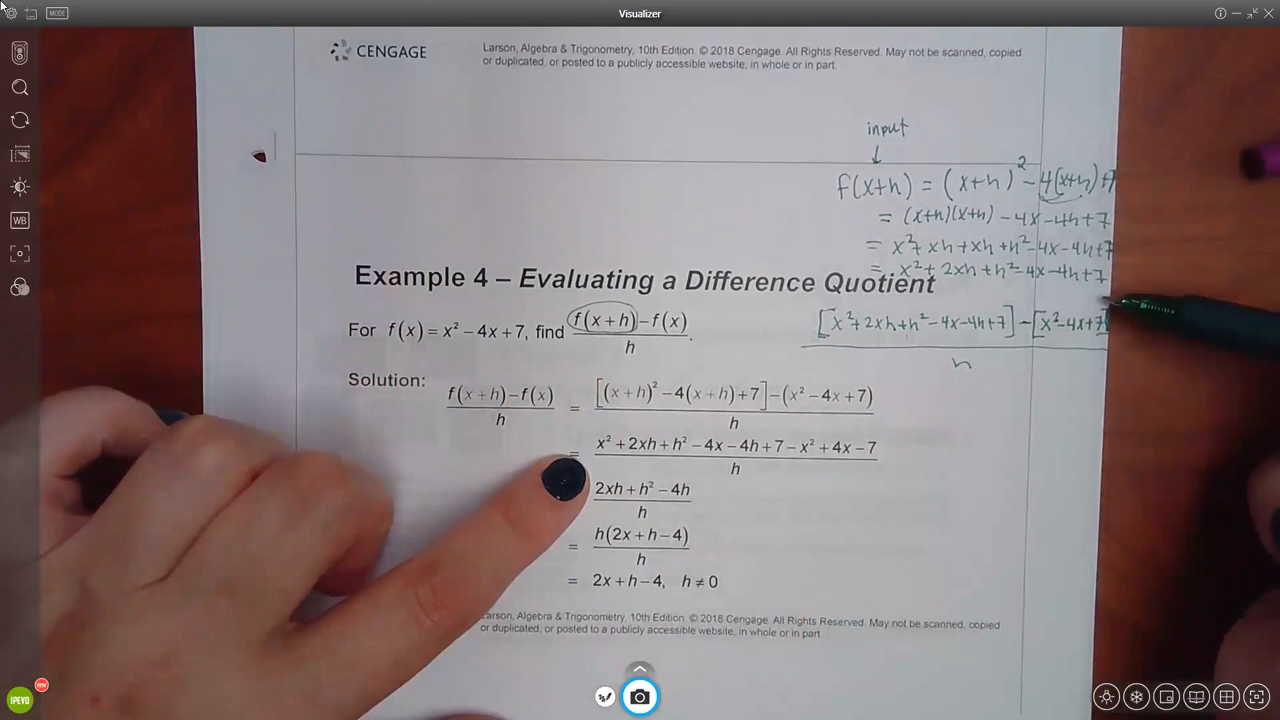 MODE
Visualizer
CENGAGE
Larson, Algebra & Trigonometry, 10th Edition. © 2018 Cengage. All Rights Reserved. May not be scanned, copied
or duplicated, or posted to a publicly accessible website, in whole or in part.
input
↓
f(x+h) = (x+h)² - 4(x+h)+7
= (x+h)(x+h) - 4x - 4h + 7
= x² + xh + xh + h² - 4x - 4h + 7
= x² + 2xh + h² - 4x - 4h + 7
Example 4 – Evaluating a Difference Quotient
For f(x) = x² – 4x + 7, find (f(x + h) – f(x))/h.
([x² + 2xh + h² - 4x - 4h + 7] - [x² - 4x + 7])/h
Solution:
(f(x + h) – f(x))/h = ([(x + h)² – 4(x + h) + 7] – (x² – 4x + 7))/h
= (x² + 2xh + h² – 4x – 4h + 7 – x² + 4x – 7)/h
(2xh + h² – 4h)/h
= (h(2x + h – 4))/h
= 2x + h – 4, h ≠ 0
Larson, Algebra & Trigonometry, 10th Edition. © 2018 Cengage. All Rights Reserved. May not be scanned, copied
or duplicated, or posted to a publicly accessible website, in whole or in part
WB
IPEVO
new